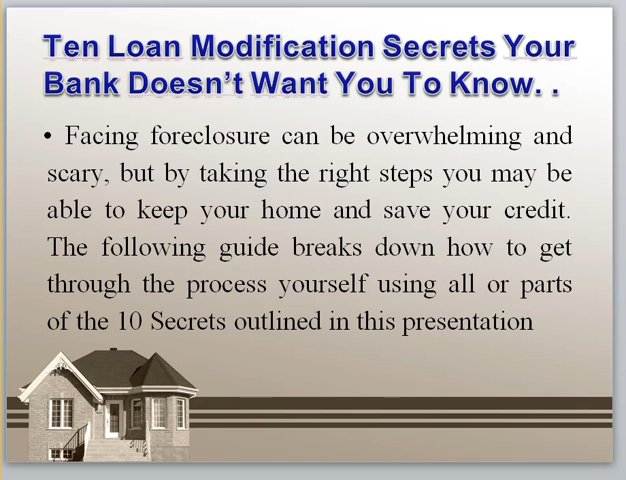 Ten Loan Modification Secrets Your
Bank Doesn’t Want You To Know. .
• Facing foreclosure can be overwhelming and
scary, but by taking the right steps you may be
able to keep your home and save your credit.
The following guide breaks down how to get
through the process yourself using all or parts
of the 10 Secrets outlined in this presentation